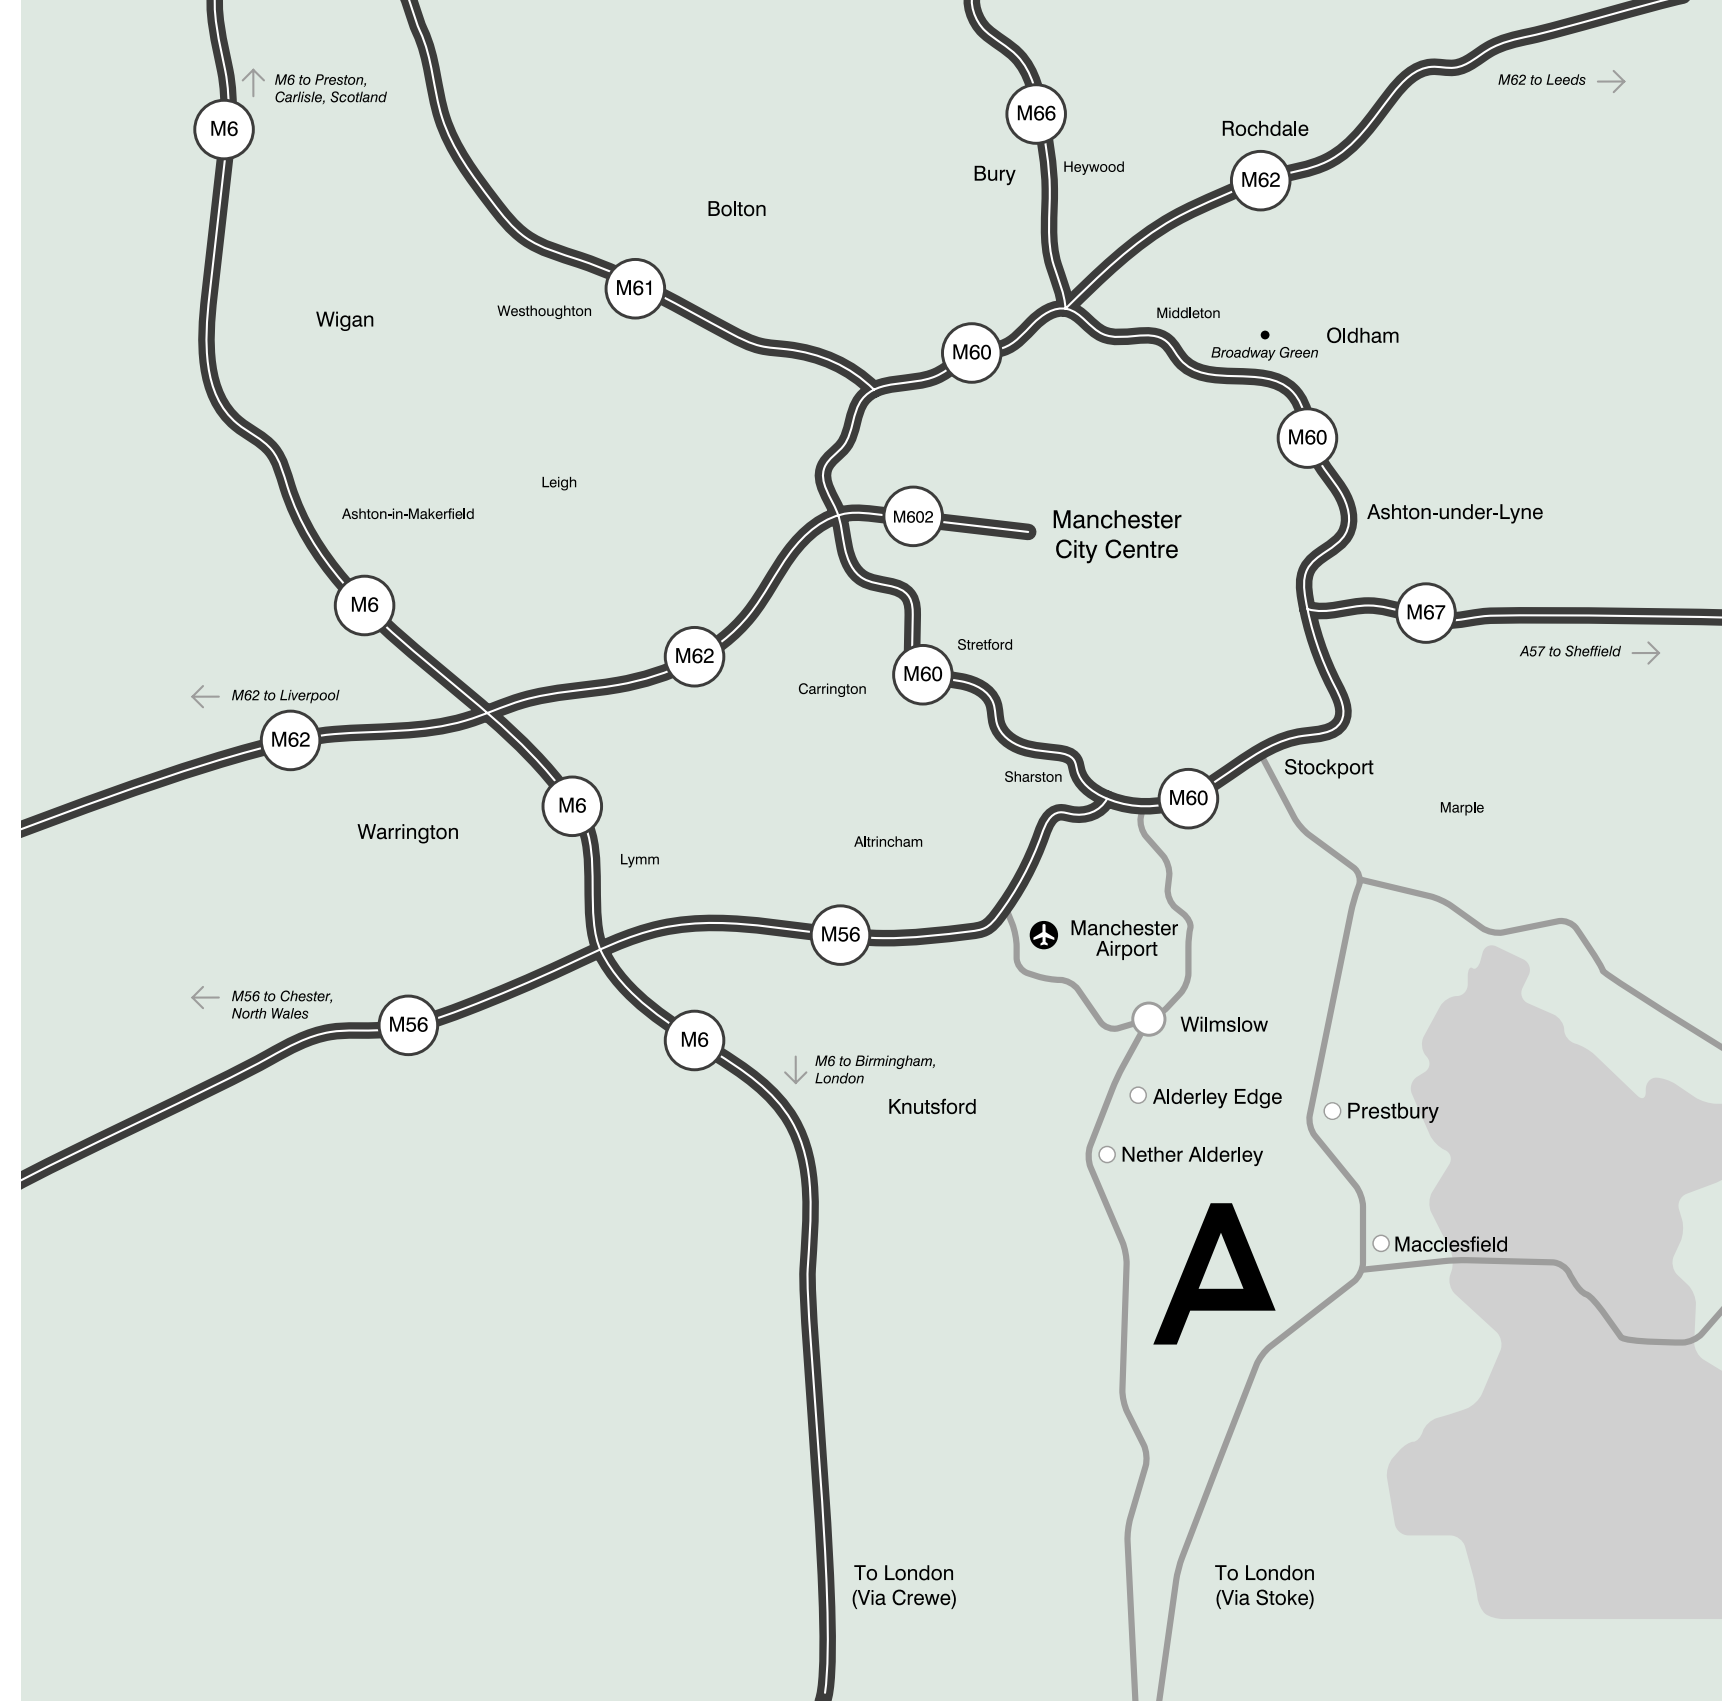 M6 to Preston,
Carlisle, Scotland
M62 to Leeds
M66
M6
Rochdale
Heywood
Bury
M62
Bolton
M61
Westhoughton
Wigan
Middleton
Oldham
Broadway Green
M60
M60
Leigh
Ashton-in-Makerfield
M602
Manchester
City Centre
Ashton-under-Lyne
M6
M67
Stretford
A57 to Sheffield
M62
M60
Carrington
M62 to Liverpool
M62
Stockport
Sharston
M60
M6
Marple
Warrington
Altrincham
Lymm
M56
Manchester
Airport
M56 to Chester,
North Wales
M56
Wilmslow
M6
M6 to Birmingham,
London
Alderley Edge
Knutsford
Prestbury
Nether Alderley
Macclesfield
A
To London
(Via Crewe)
To London
(Via Stoke)